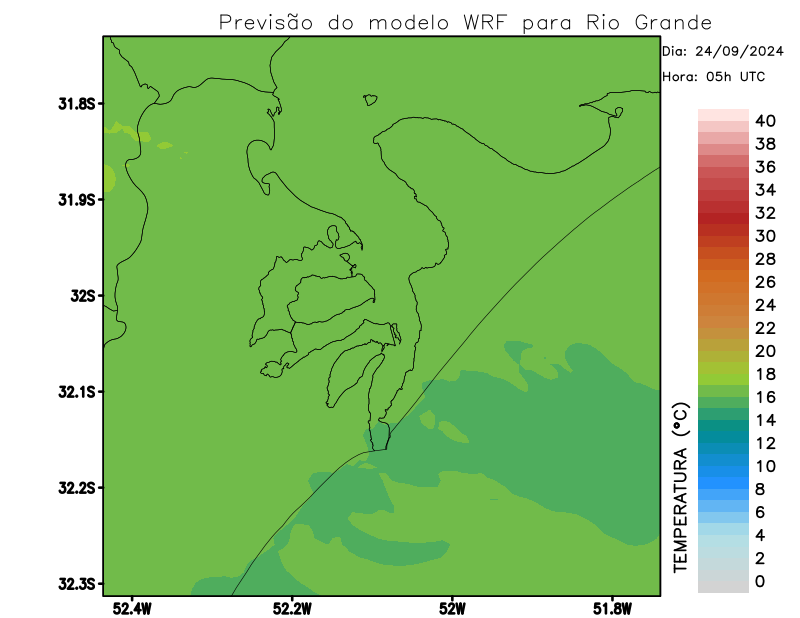 Previsão do modelo WRF para Rio Grande
Dia: 24/09/2024
Hora: 05h UTC
31.8S
31.9S
32S
32.1S
32.2S
32.3S
52.4W
52.2W
52W
51.8W
TEMPERATURA (°C)
40
38
36
34
32
30
28
26
24
22
20
18
16
14
12
10
8
6
4
2
0